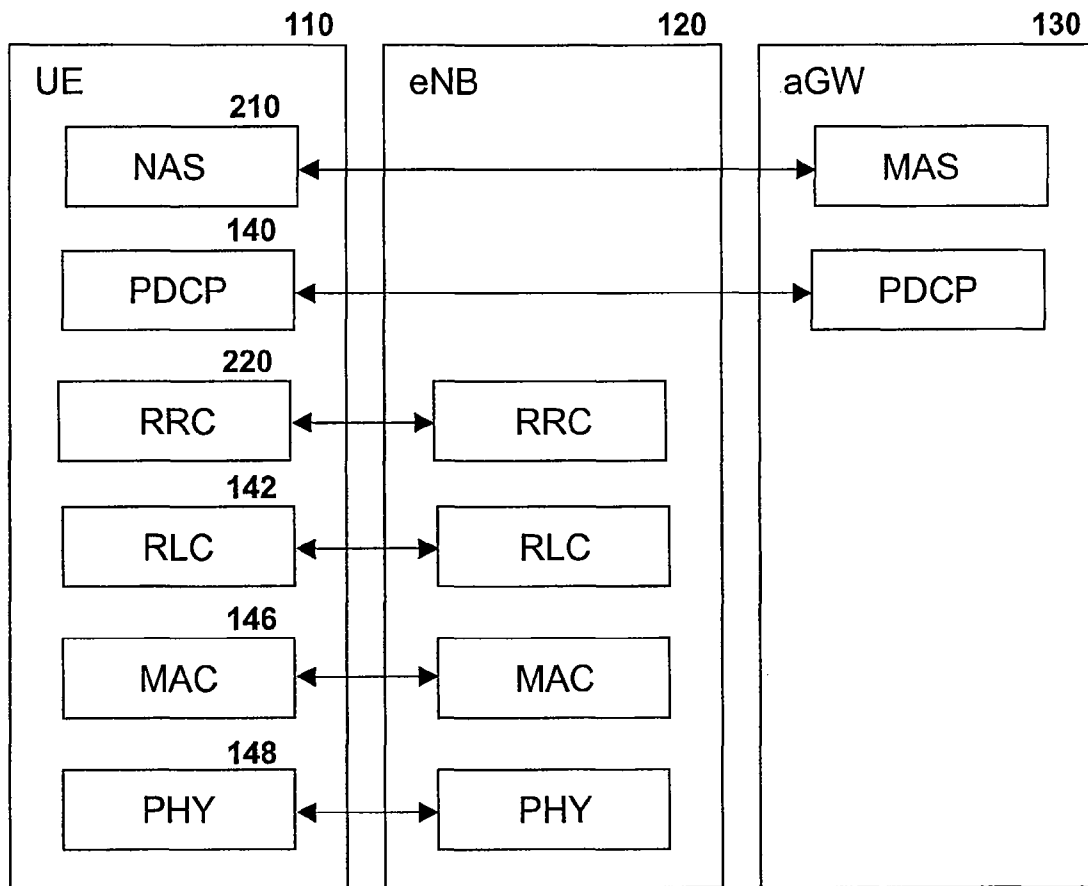 110 120 130
UE eNB aGW
210
NAS MAS
140
PDCP PDCP
220
RRC RRC
142
RLC RLC
146
MAC MAC
148
PHY PHY